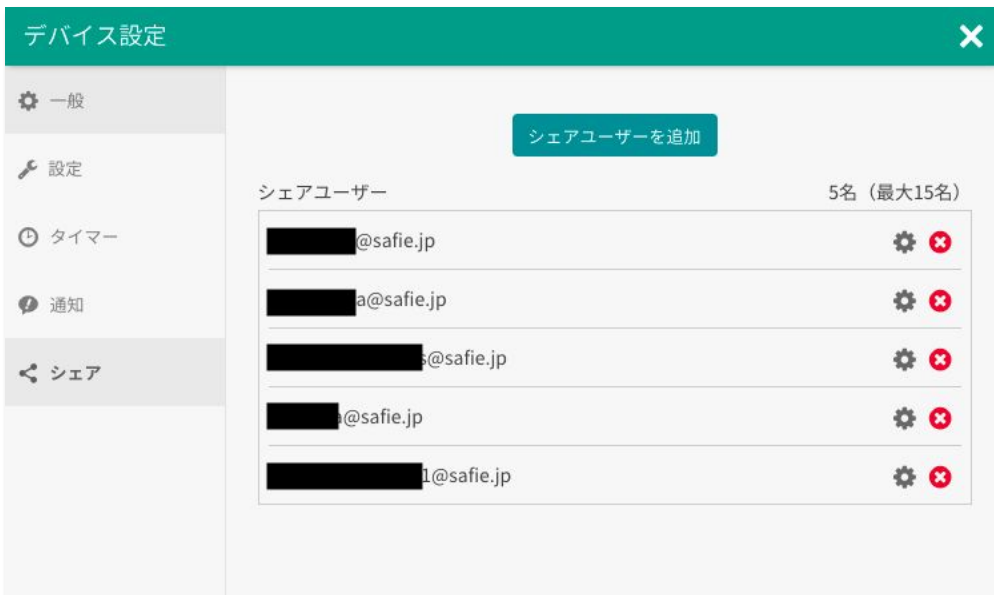 デバイス設定
一般
設定
タイマー
通知
シェア
シェアユーザーを追加
シェアユーザー 5名（最大15名）
@safie.jp
a@safie.jp
s@safie.jp
a@safie.jp
1@safie.jp